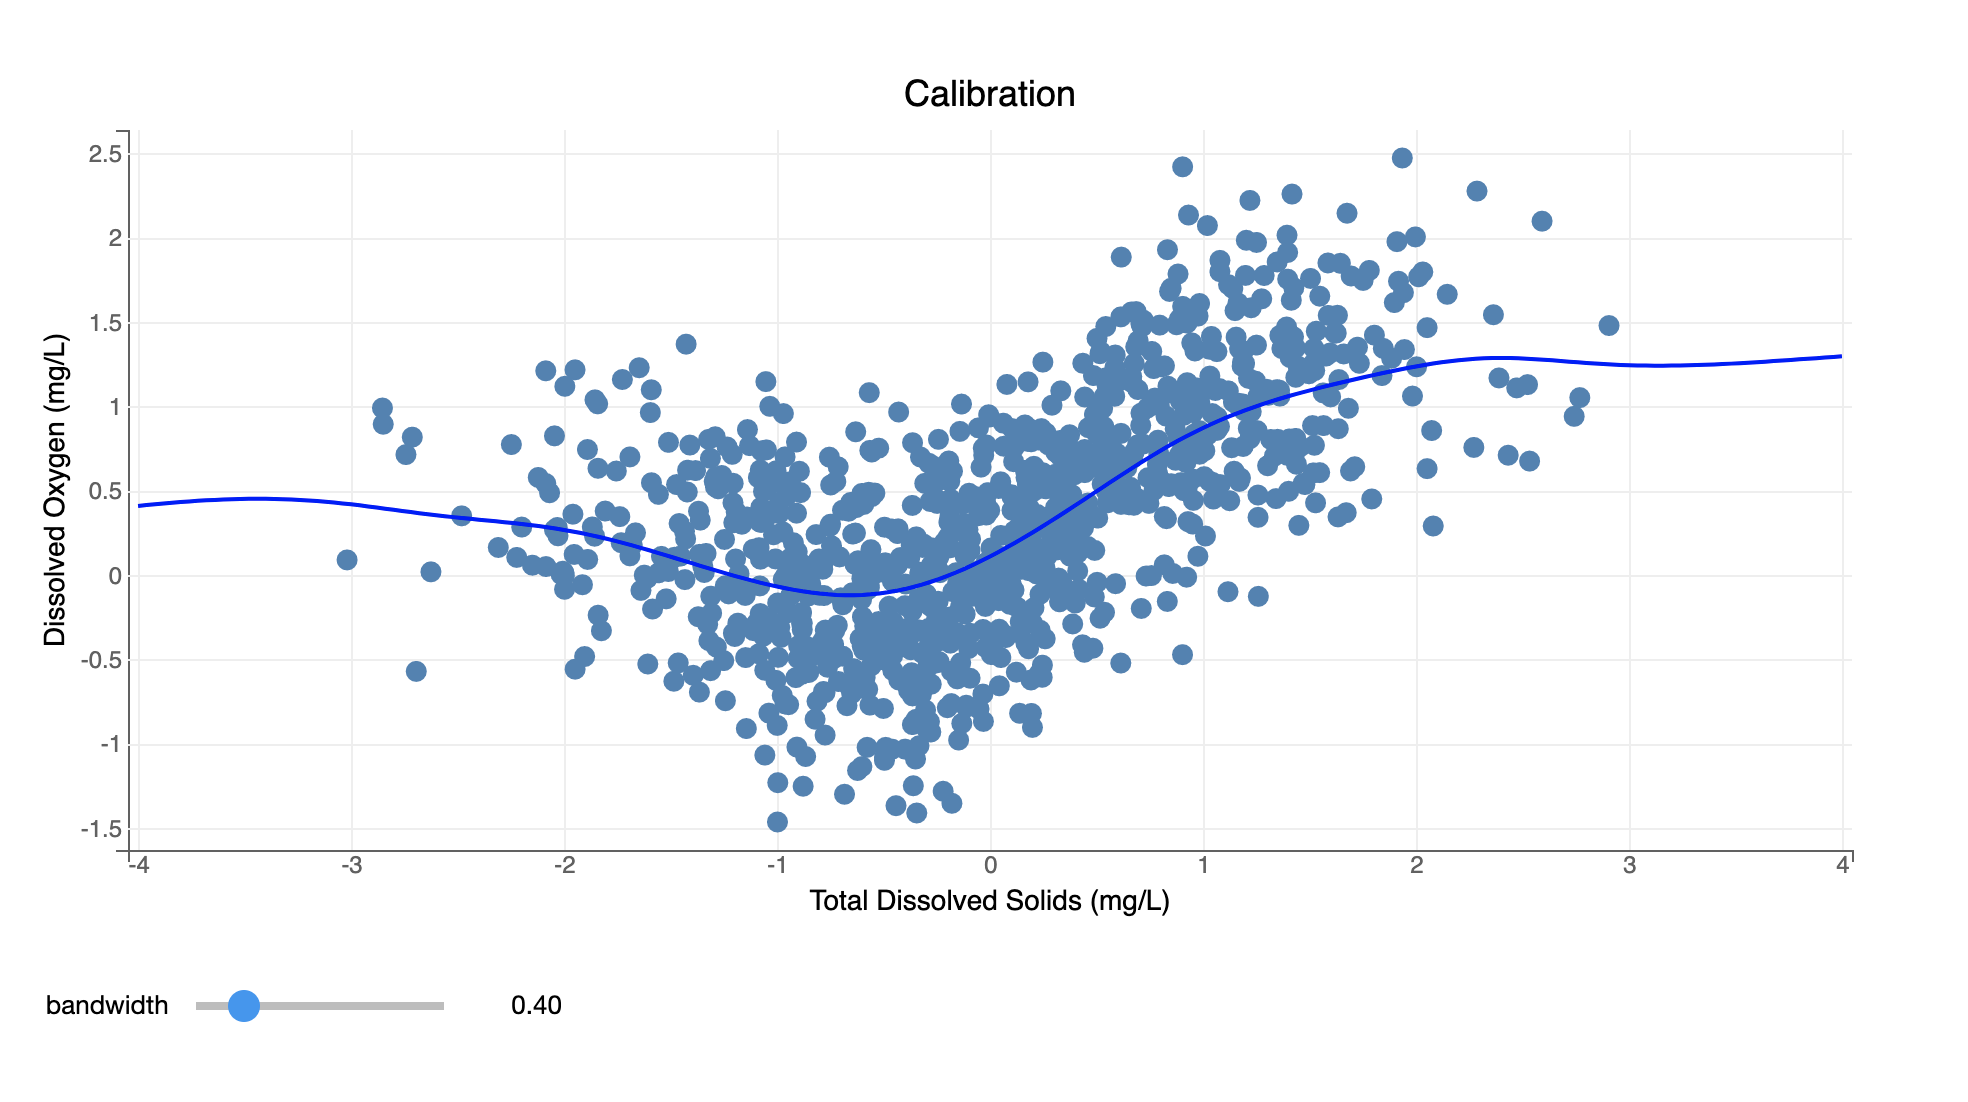 Calibration
2.5
2
1.5
1
0.5
0
-0.5
-1
-1.5
Dissolved Oxygen (mg/L)
-4 -3 -2 -1 0 1 2 3 4
Total Dissolved Solids (mg/L)
bandwidth 0.40